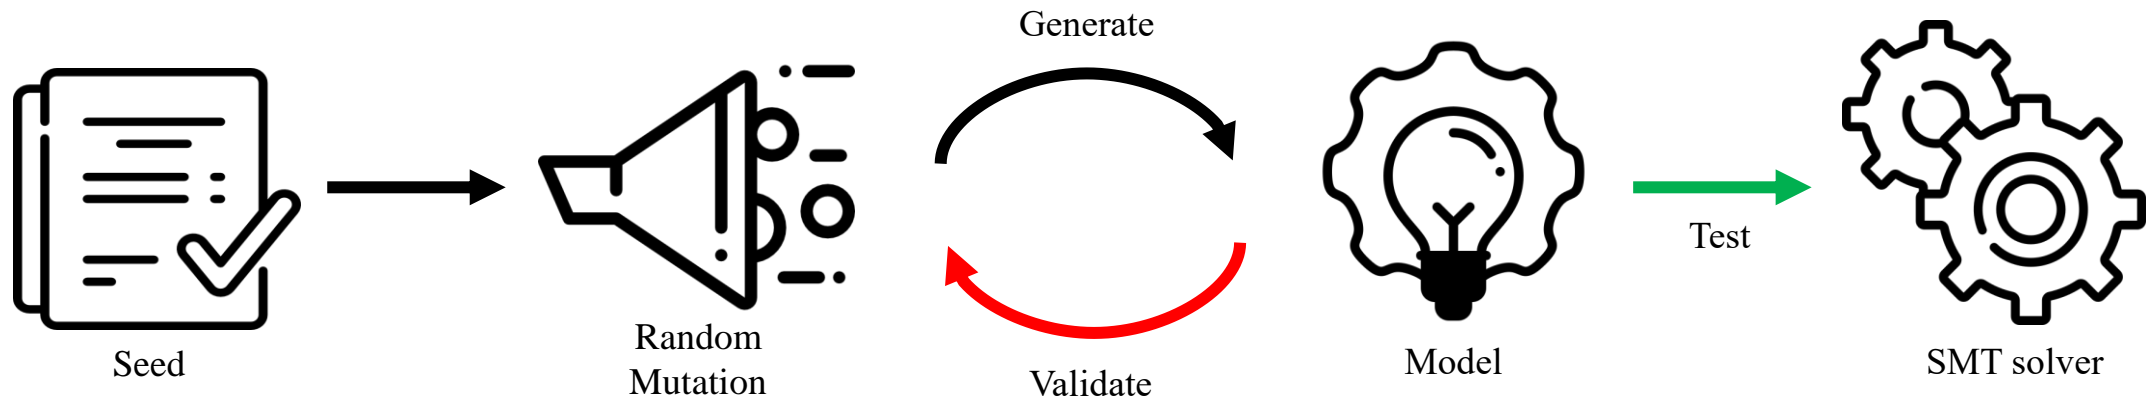 Generate
Seed
Random
Mutation
Validate
Model
Test
SMT solver